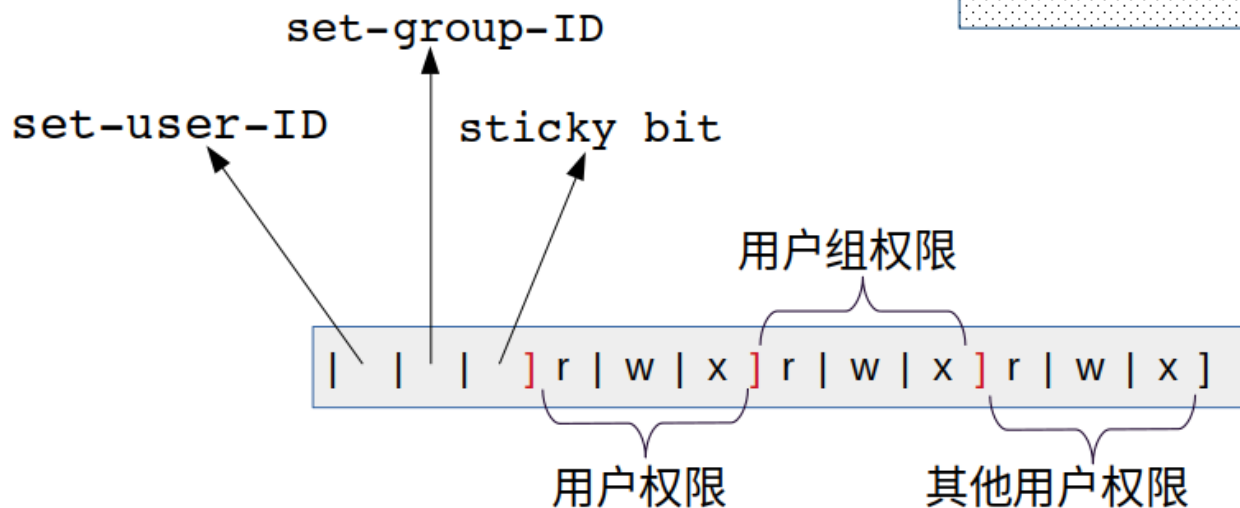 set-group-ID
set-user-ID
sticky bit
用户组权限
| | | ] r | w | x ] r | w | x ] r | w | x ]
用户权限
其他用户权限